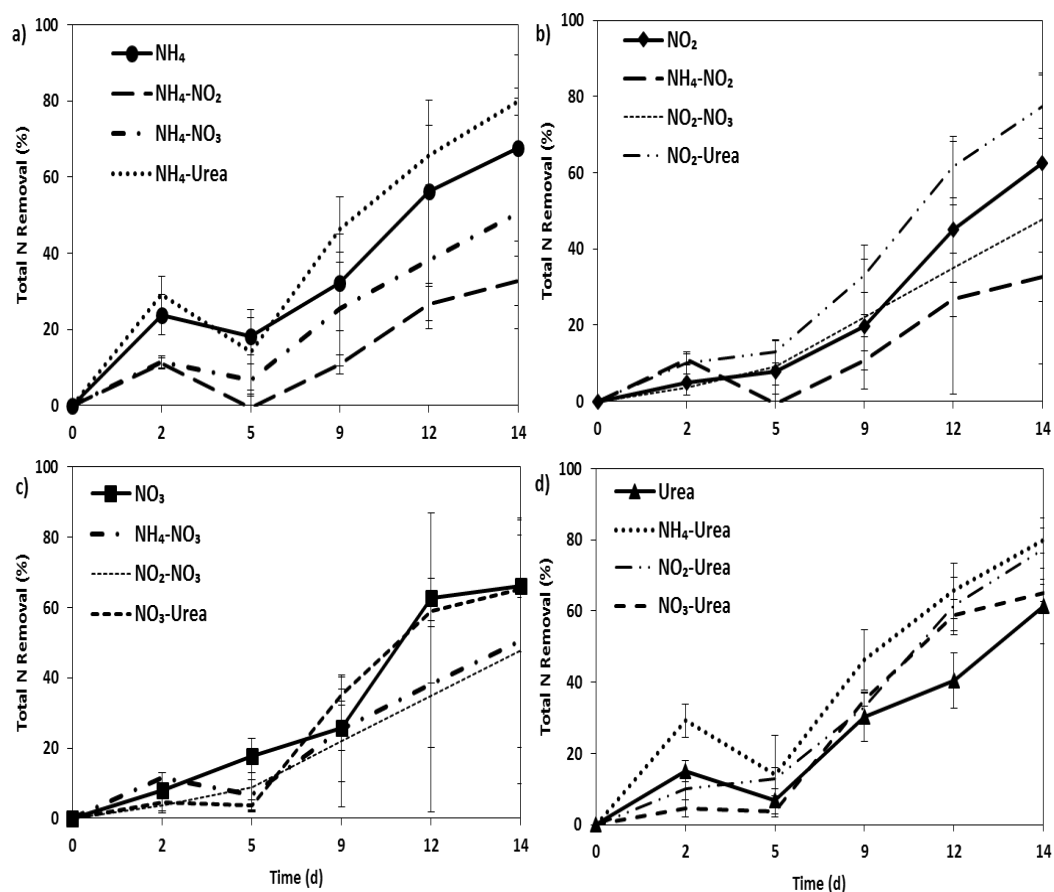 a)
Total N Removal (%)
100
80
60
40
20
0
NH₄
NH₄-NO₂
NH₄-NO₃
NH₄-Urea
0 2 5 9 12 14
b)
Total N Removal (%)
100
80
60
40
20
0
NO₂
NH₄-NO₂
NO₂-NO₃
NO₂-Urea
0 2 5 9 12 14
c)
Total N Removal (%)
100
80
60
40
20
0
NO₃
NH₄-NO₃
NO₂-NO₃
NO₃-Urea
0 2 5 9 12 14
Time (d)
d)
Total N Removal (%)
100
80
60
40
20
0
Urea
NH₄-Urea
NO₂-Urea
NO₃-Urea
0 2 5 9 12 14
Time (d)